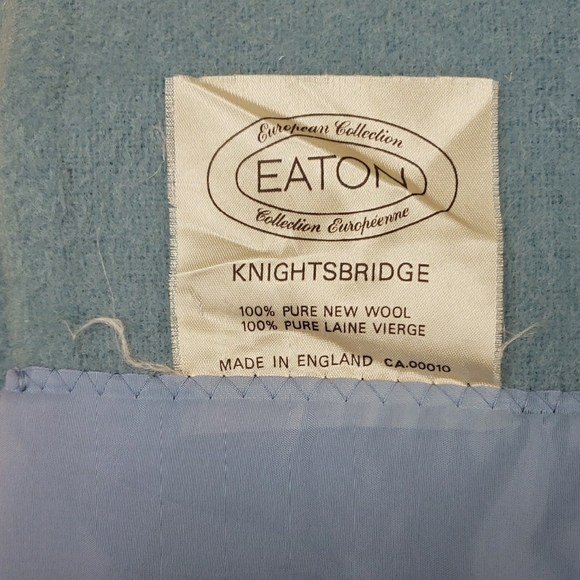 European Collection
EATON
Collection Européenne
KNIGHTSBRIDGE
100% PURE NEW WOOL
100% PURE LAINE VIERGE
MADE IN ENGLAND CA.00010